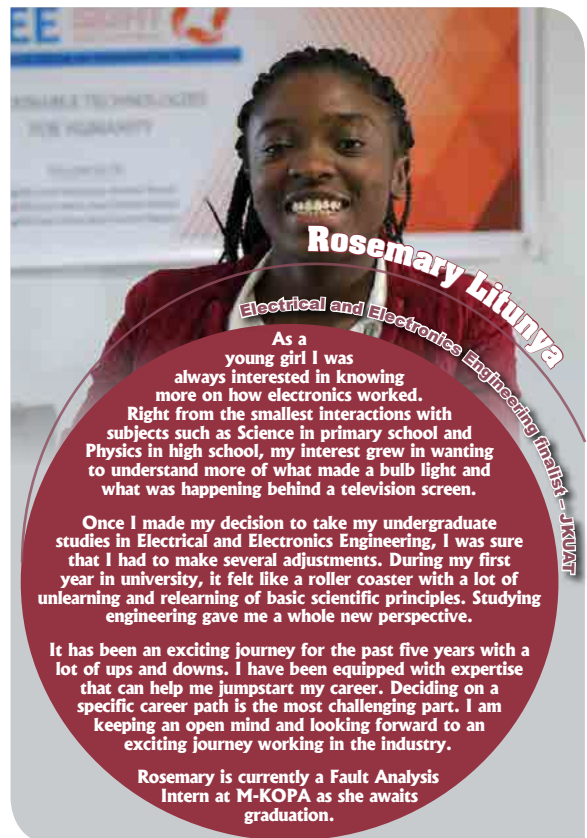 EE
SIGHT
FOR HUMANITY
Rosemary Litunya
Electrical and Electronics Engineering finalist – JKUAT
As a
young girl I was
always interested in knowing
more on how electronics worked.
Right from the smallest interactions with
subjects such as Science in primary school and
Physics in high school, my interest grew in wanting
to understand more of what made a bulb light and
what was happening behind a television screen.
Once I made my decision to take my undergraduate
studies in Electrical and Electronics Engineering, I was sure
that I had to make several adjustments. During my first
year in university, it felt like a roller coaster with a lot of
unlearning and relearning of basic scientific principles. Studying
engineering gave me a whole new perspective.
It has been an exciting journey for the past five years with a
lot of ups and downs. I have been equipped with expertise
that can help me jumpstart my career. Deciding on a
specific career path is the most challenging part. I am
keeping an open mind and looking forward to an
exciting journey working in the industry.
Rosemary is currently a Fault Analysis
Intern at M-KOPA as she awaits
graduation.